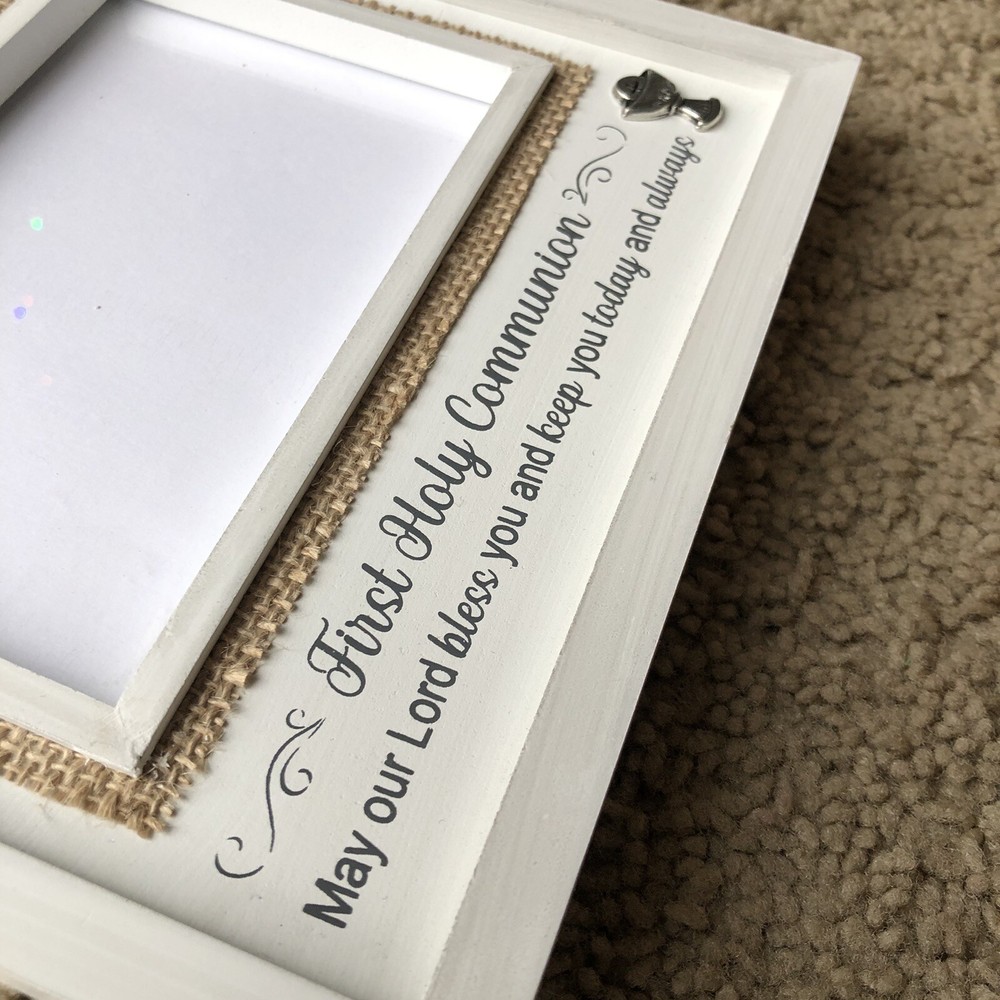 First Holy Communion
May our Lord bless you and keep you today and always